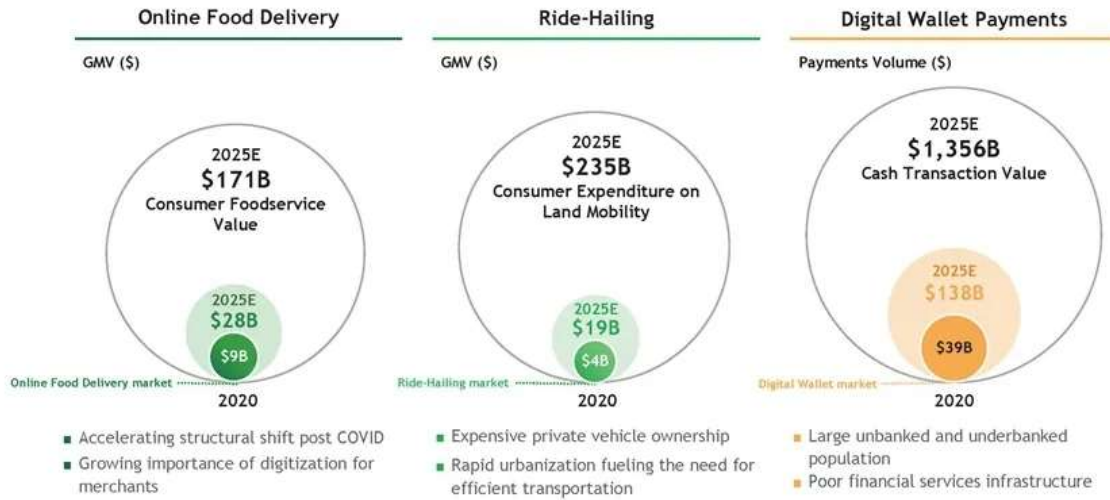 Online Food Delivery
GMV ($)
2025E
$171B
Consumer Foodservice
Value
2025E
$28B
$9B
Online Food Delivery market
2020
Accelerating structural shift post COVID
Growing importance of digitization for
merchants
Ride-Hailing
GMV ($)
2025E
$235B
Consumer Expenditure on
Land Mobility
2025E
$19B
$4B
Ride-Hailing market
2020
Expensive private vehicle ownership
Rapid urbanization fueling the need for
efficient transportation
Digital Wallet Payments
Payments Volume ($)
2025E
$1,356B
Cash Transaction Value
2025E
$138B
$39B
Digital Wallet market
2020
Large unbanked and underbanked
population
Poor financial services infrastructure